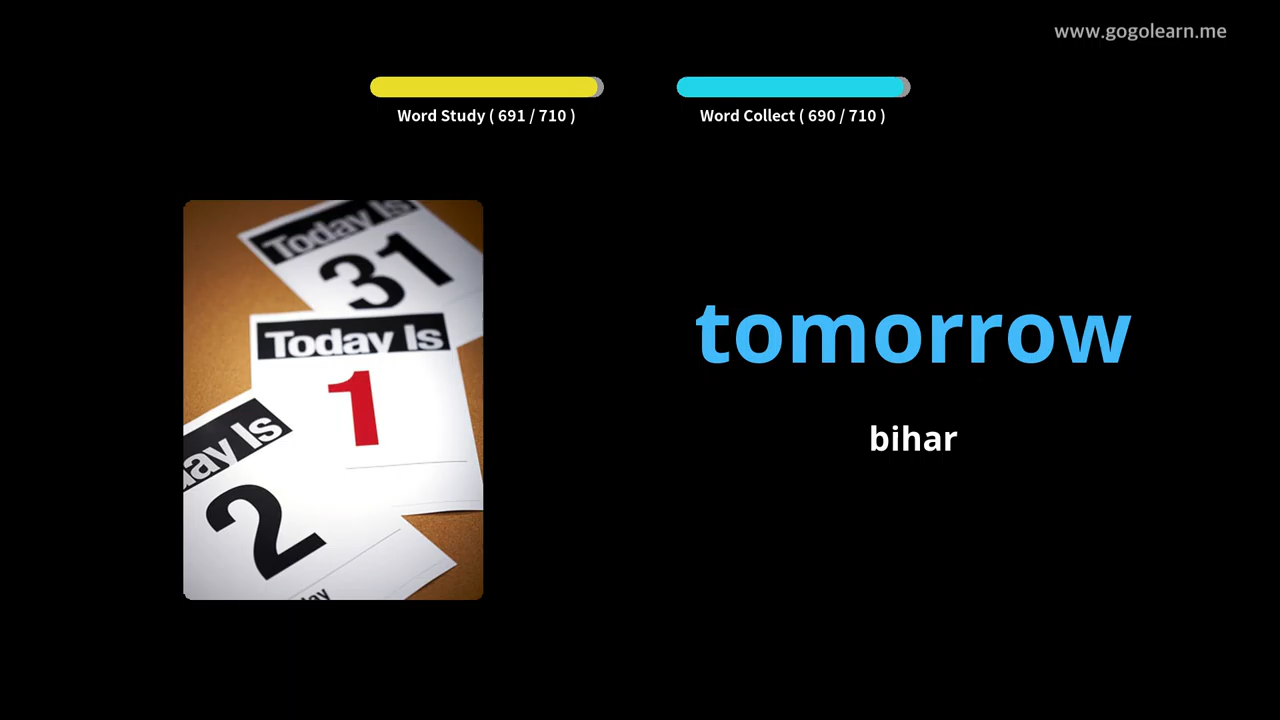 www.gogolearn.me
Word Study ( 691 / 710 )
Word Collect ( 690 / 710 )
Today Is
31
Today Is
1
ay Is
2
ay
tomorrow
bihar